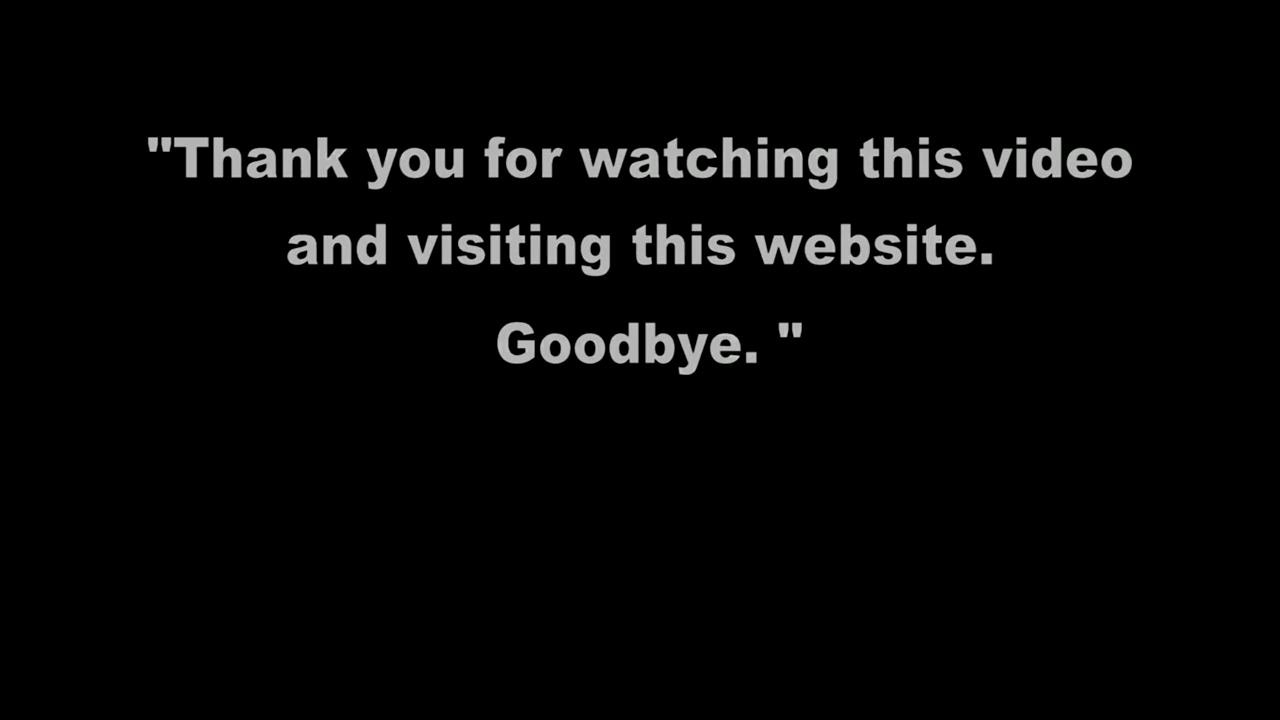 "Thank you for watching this video
and visiting this website.
Goodbye. "